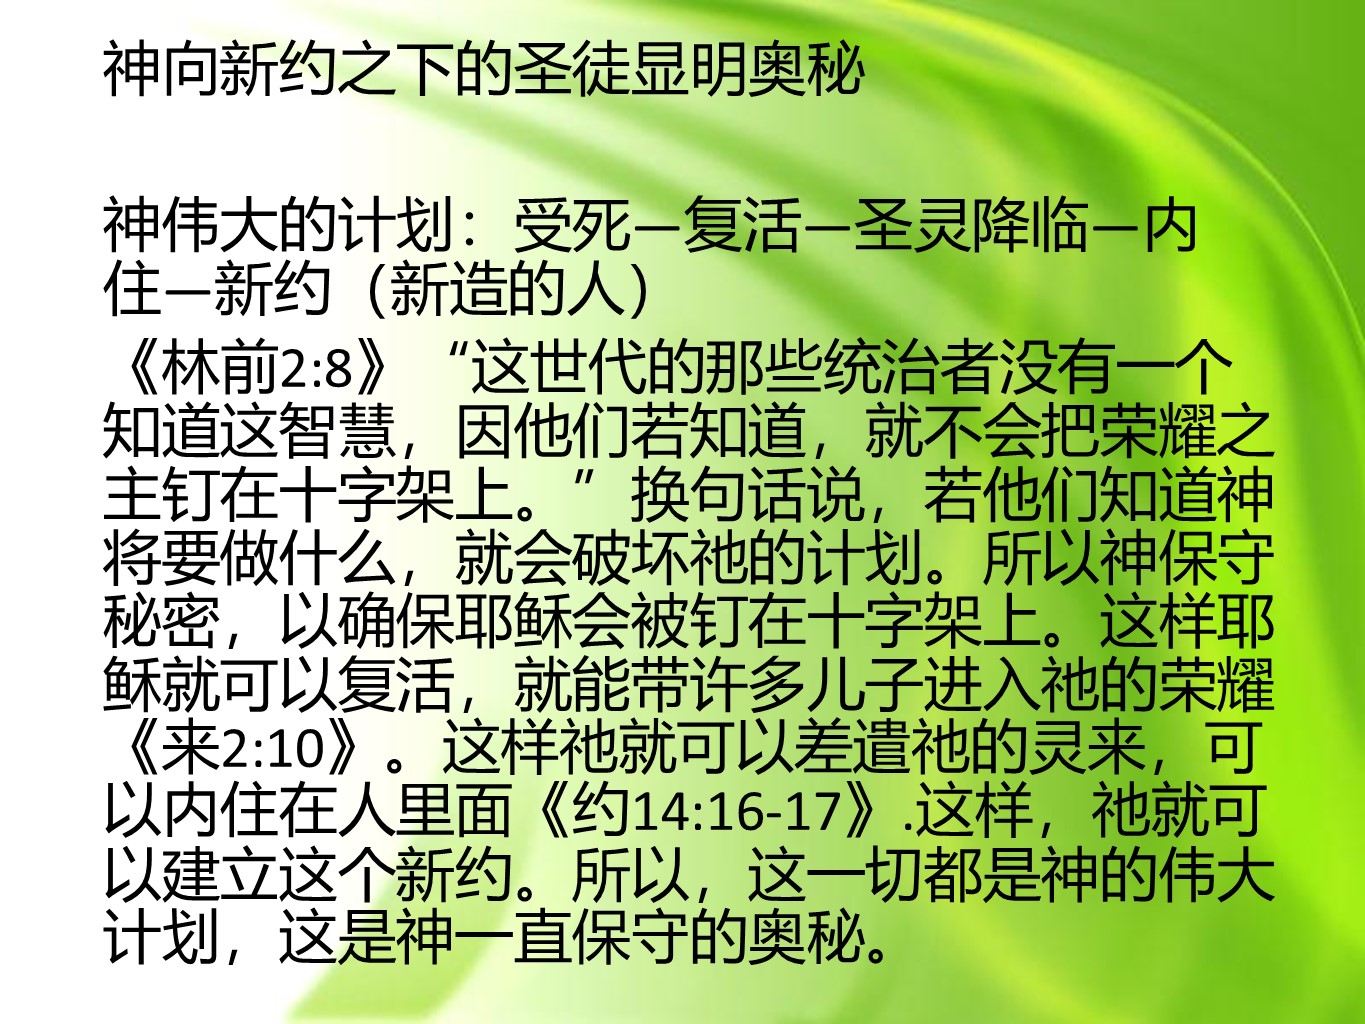 神向新约之下的圣徒显明奥秘
神伟大的计划：受死—复活—圣灵降临—内
住—新约（新造的人）
《林前2:8》“这世代的那些统治者没有一个
知道这智慧，因他们若知道，就不会把荣耀之
主钉在十字架上。”换句话说，若他们知道神
将要做什么，就会破坏祂的计划。所以神保守
秘密，以确保耶稣会被钉在十字架上。这样耶
稣就可以复活，就能带许多儿子进入祂的荣耀
《来2:10》。这样祂就可以差遣祂的灵来，可
以内住在人里面《约14:16-17》.这样，祂就可
以建立这个新约。所以，这一切都是神的伟大
计划，这是神一直保守的奥秘。